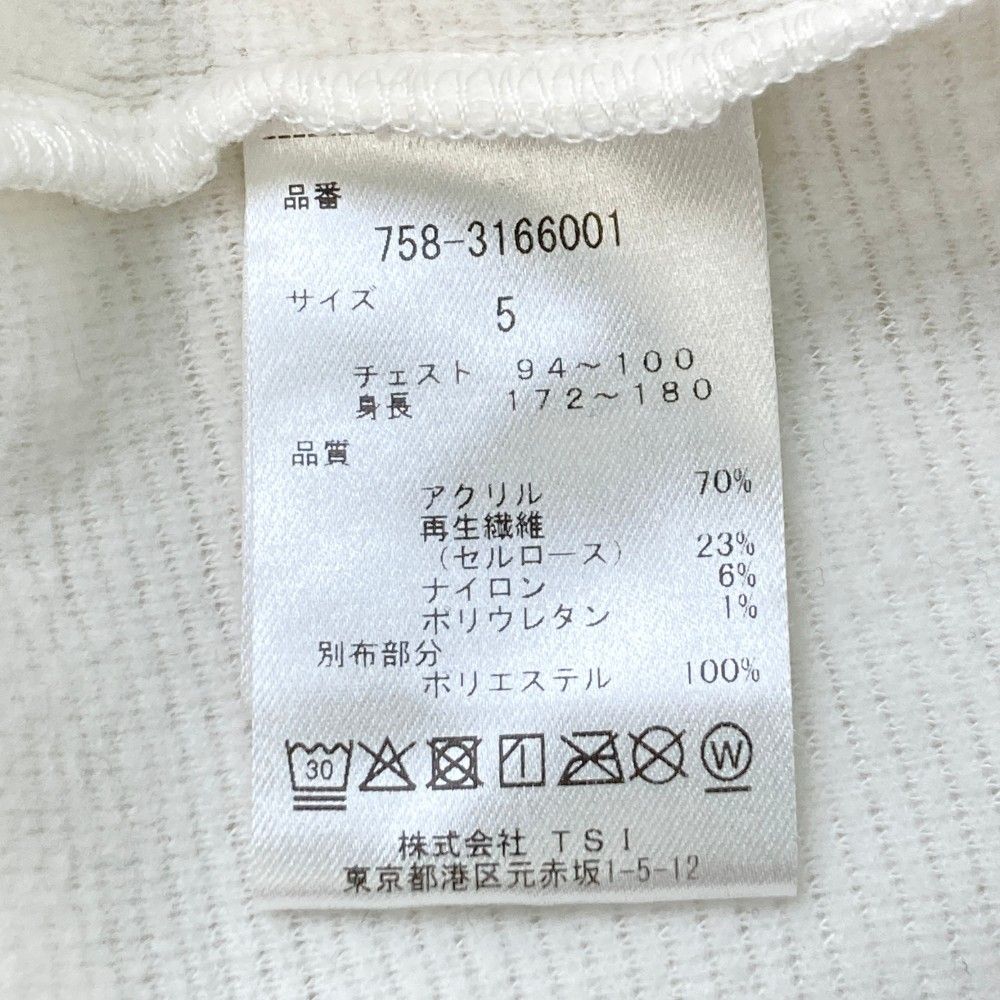 品番
758-3166001
サイズ 5
チェスト 94～100
身長 172～180
品質
アクリル 70%
再生繊維
(セルロース) 23%
ナイロン 6%
ポリウレタン 1%
別布部分
ポリエステル 100%
30 W
株式会社 TSI
東京都港区元赤坂1-5-12